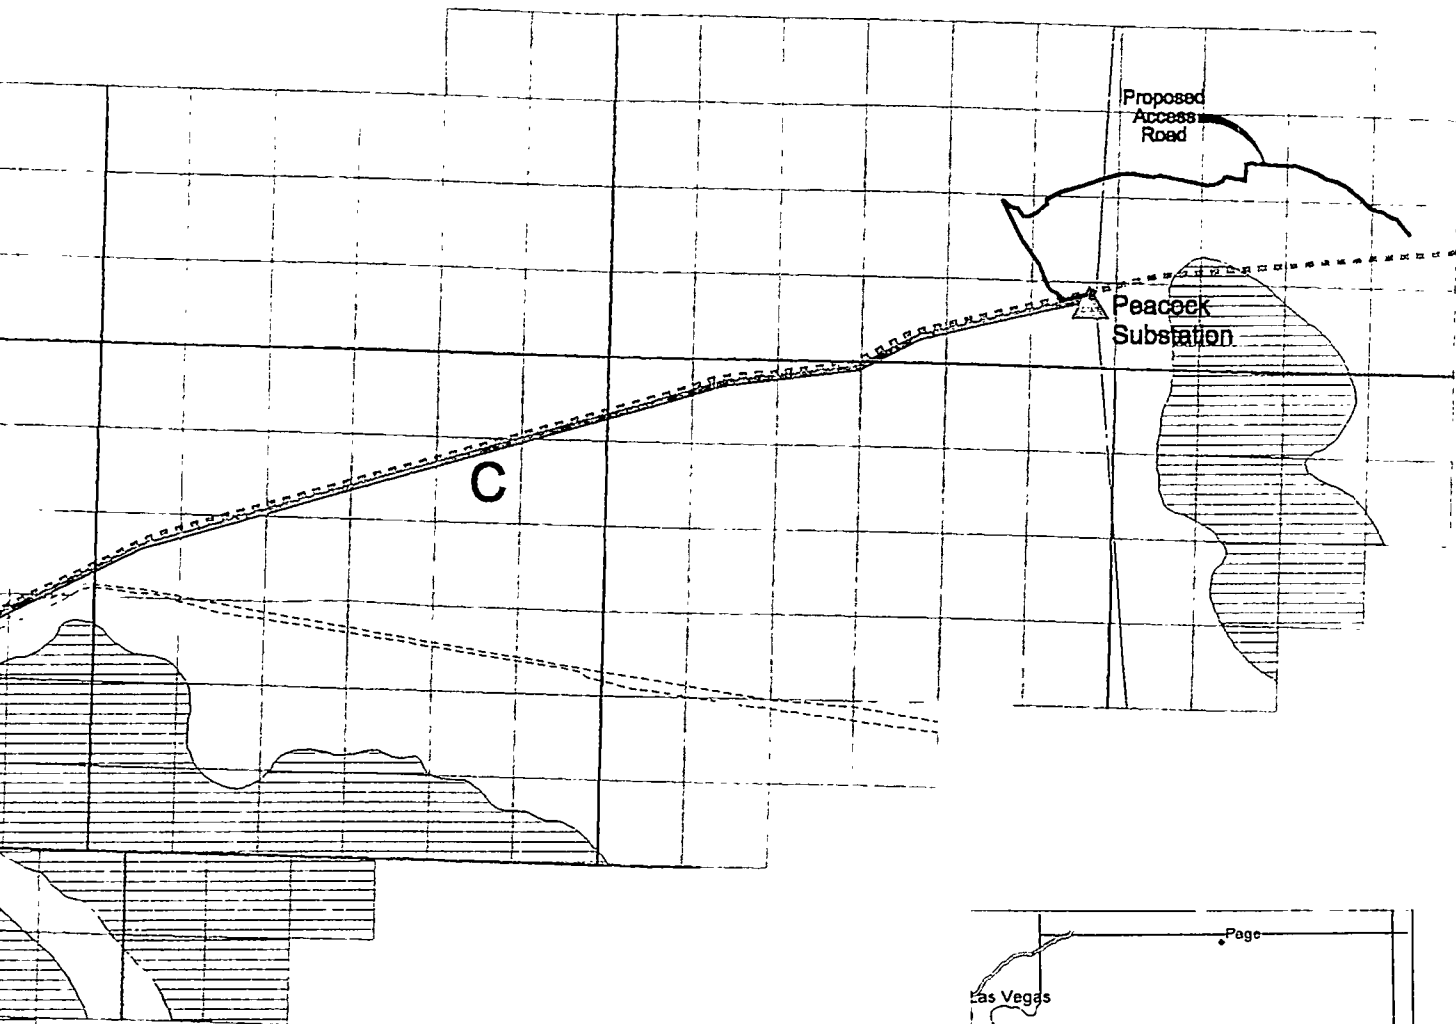 Proposed
Access
Road
Peacock
Substation
C
Page
Las Vegas